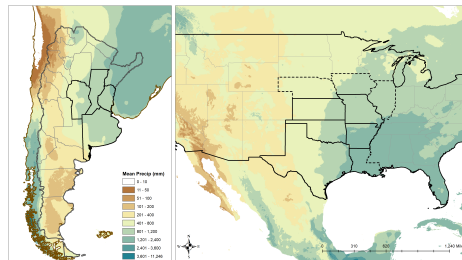 Mean Precip (mm)
0 - 10
11 - 50
51 - 100
101 - 200
201 - 400
401 - 800
801 - 1,200
1,201 - 2,400
2,401 - 3,600
3,601 - 11,246
0 310 620 1,240 Mi